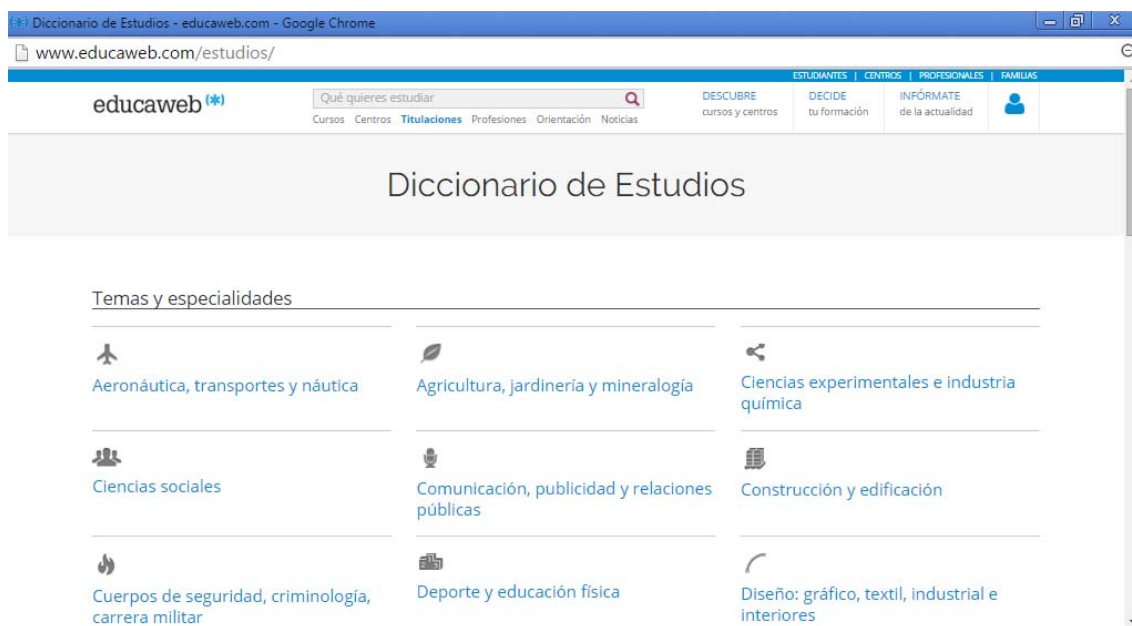 (*) Diccionario de Estudios - educaweb.com - Google Chrome
www.educaweb.com/estudios/
ESTUDIANTES | CENTROS | PROFESIONALES | FAMILIAS
educaweb (*)
Qué quieres estudiar
Cursos Centros Titulaciones Profesiones Orientación Noticias
DESCUBRE
cursos y centros
DECIDE
tu formación
INFÓRMATE
de la actualidad
Diccionario de Estudios
Temas y especialidades
Aeronáutica, transportes y náutica
Agricultura, jardinería y mineralogía
Ciencias experimentales e industria
química
Ciencias sociales
Comunicación, publicidad y relaciones
públicas
Construcción y edificación
Cuerpos de seguridad, criminología,
carrera militar
Deporte y educación física
Diseño: gráfico, textil, industrial e
interiores